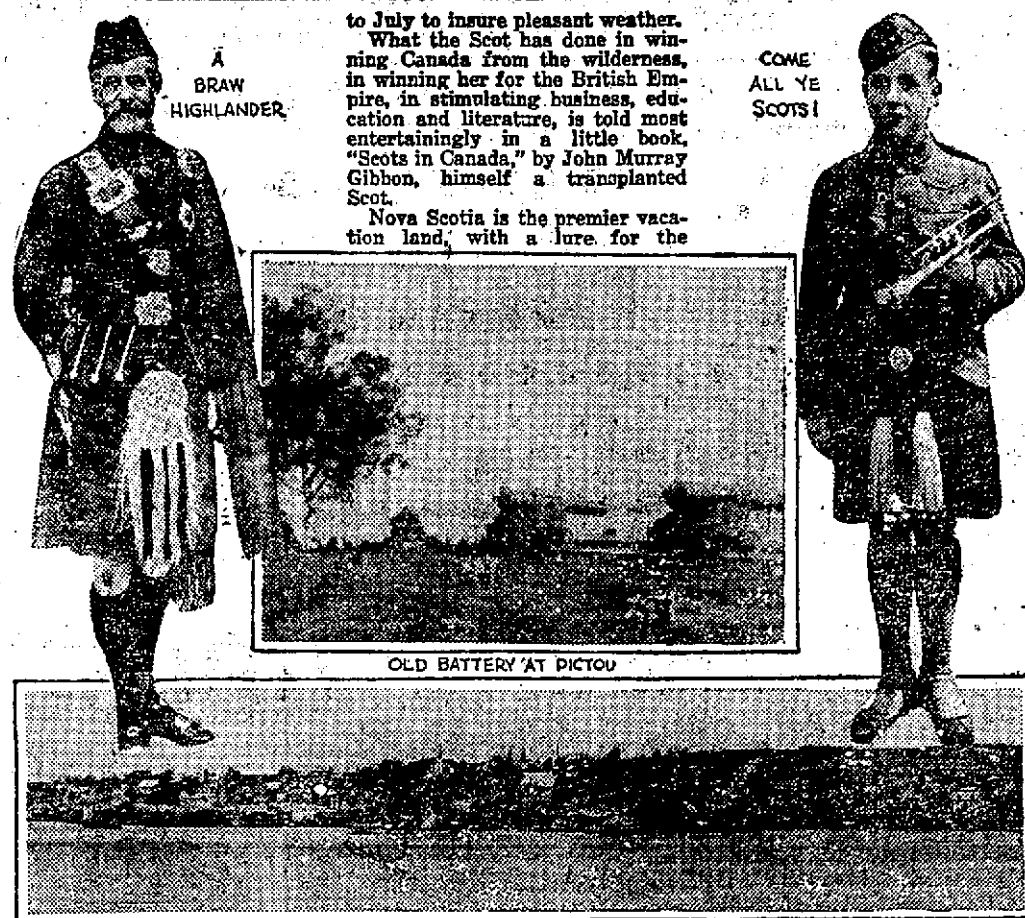 to July to insure pleasant weather.
What the Scot has done in win-
ning Canada from the wilderness,
in winning her for the British Em-
pire, in stimulating business, edu-
cation and literature, is told most
entertainingly in a little book,
"Scots in Canada," by John Murray
Gibbon, himself a transplanted
Scot.
Nova Scotia is the premier vaca-
tion land, with a lure for the
A
BRAW
HIGHLANDER
COME
ALL YE
SCOTS!
OLD BATTERY AT PICTOU